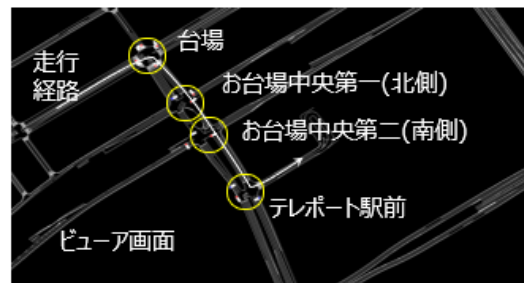 台場
走行
経路
お台場中央第一(北側)
お台場中央第二(南側)
テレポート駅前
ビューア画面